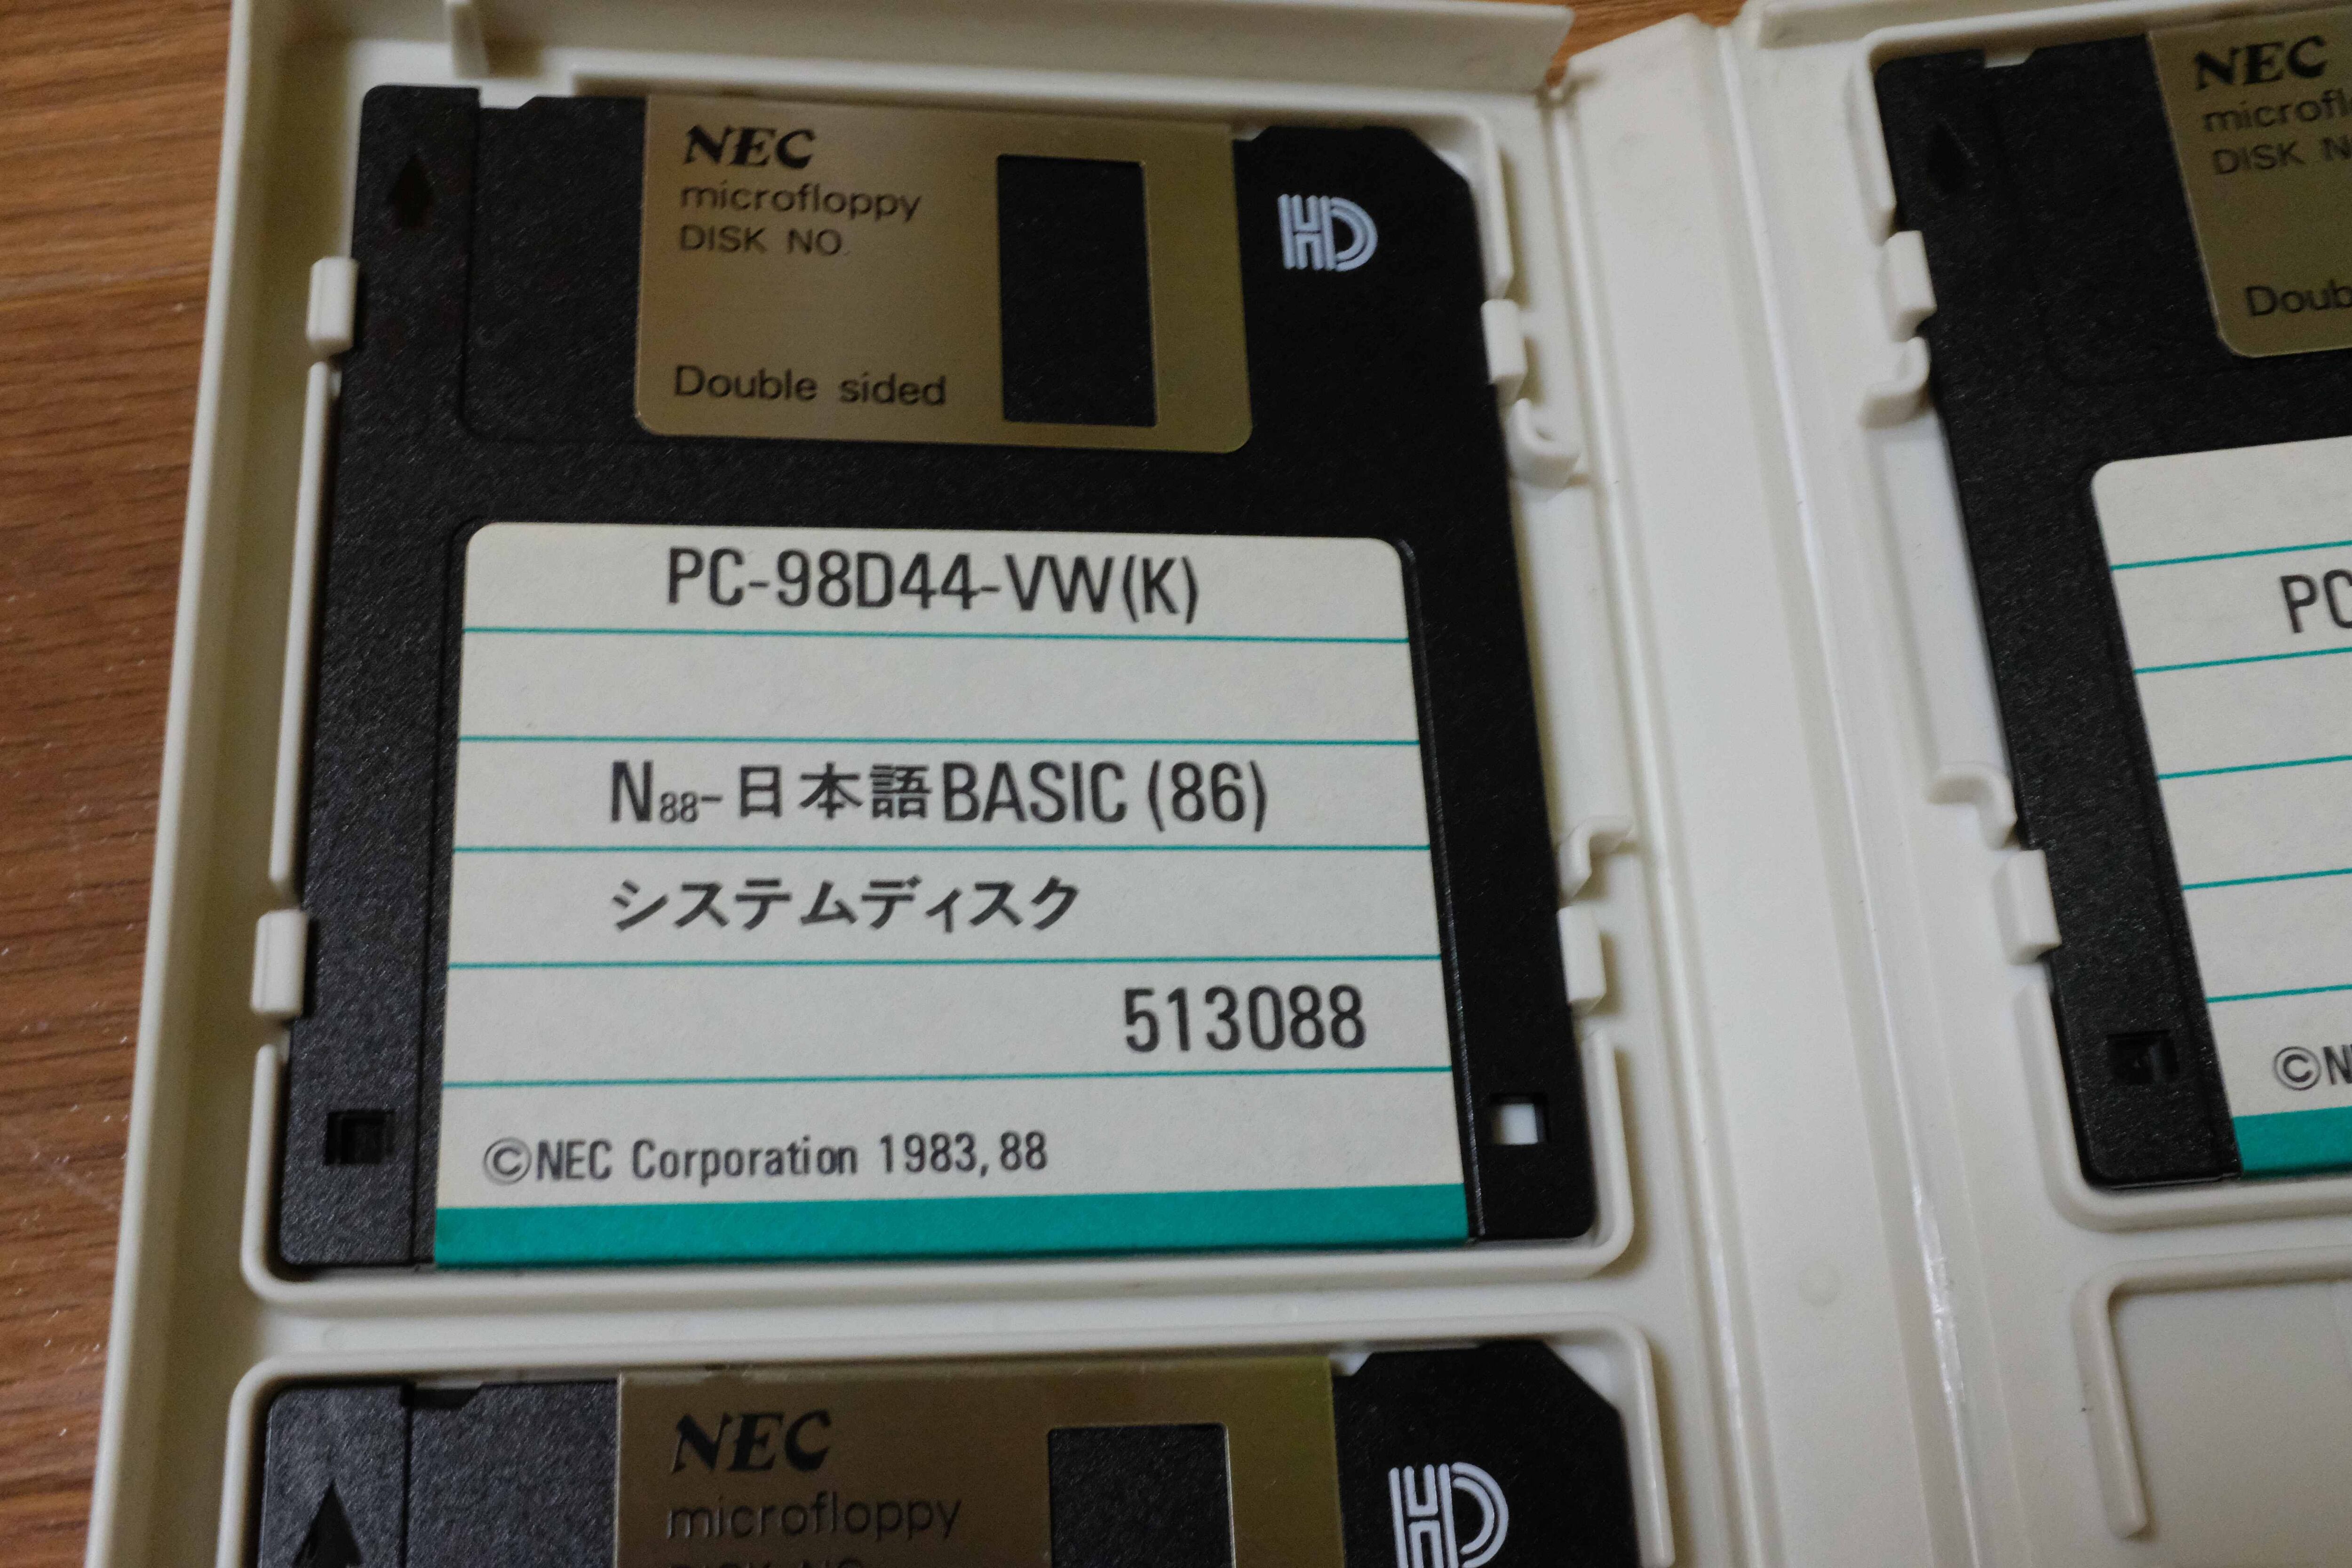 NEC
microfloppy
DISK NO.
Double sided
HD
PC-98D44-VW(K)
N88-日本語BASIC (86)
システムディスク
513088
©NEC Corporation 1983, 88
NEC
DISK
PC
©
NEC
microfloppy
DISK NO.
HD